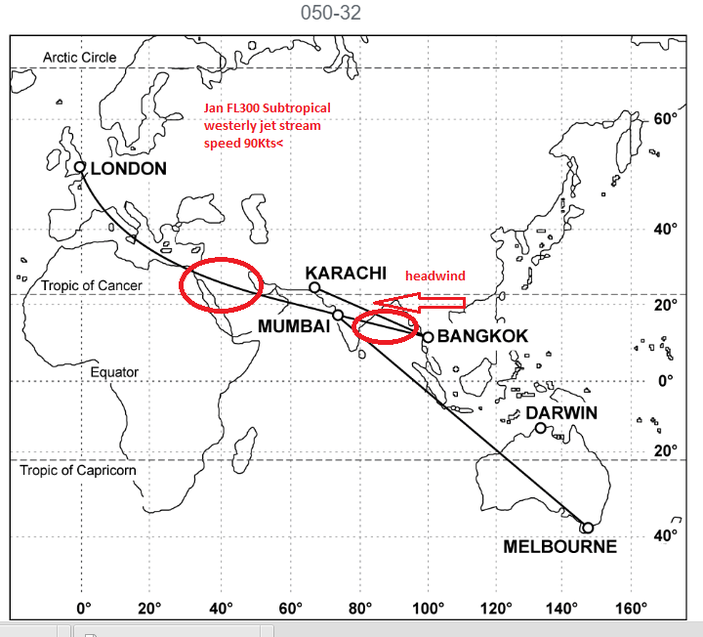 050-32
Arctic Circle
Jan FL300 Subtropical
westerly jet stream
speed 90Kts<
60°
LONDON
40°
KARACHI
headwind
Tropic of Cancer
20°
MUMBAI
BANGKOK
Equator
0°
DARWIN
20°
Tropic of Capricorn
40°
MELBOURNE
0° 20° 40° 60° 80° 100° 120° 140° 160°